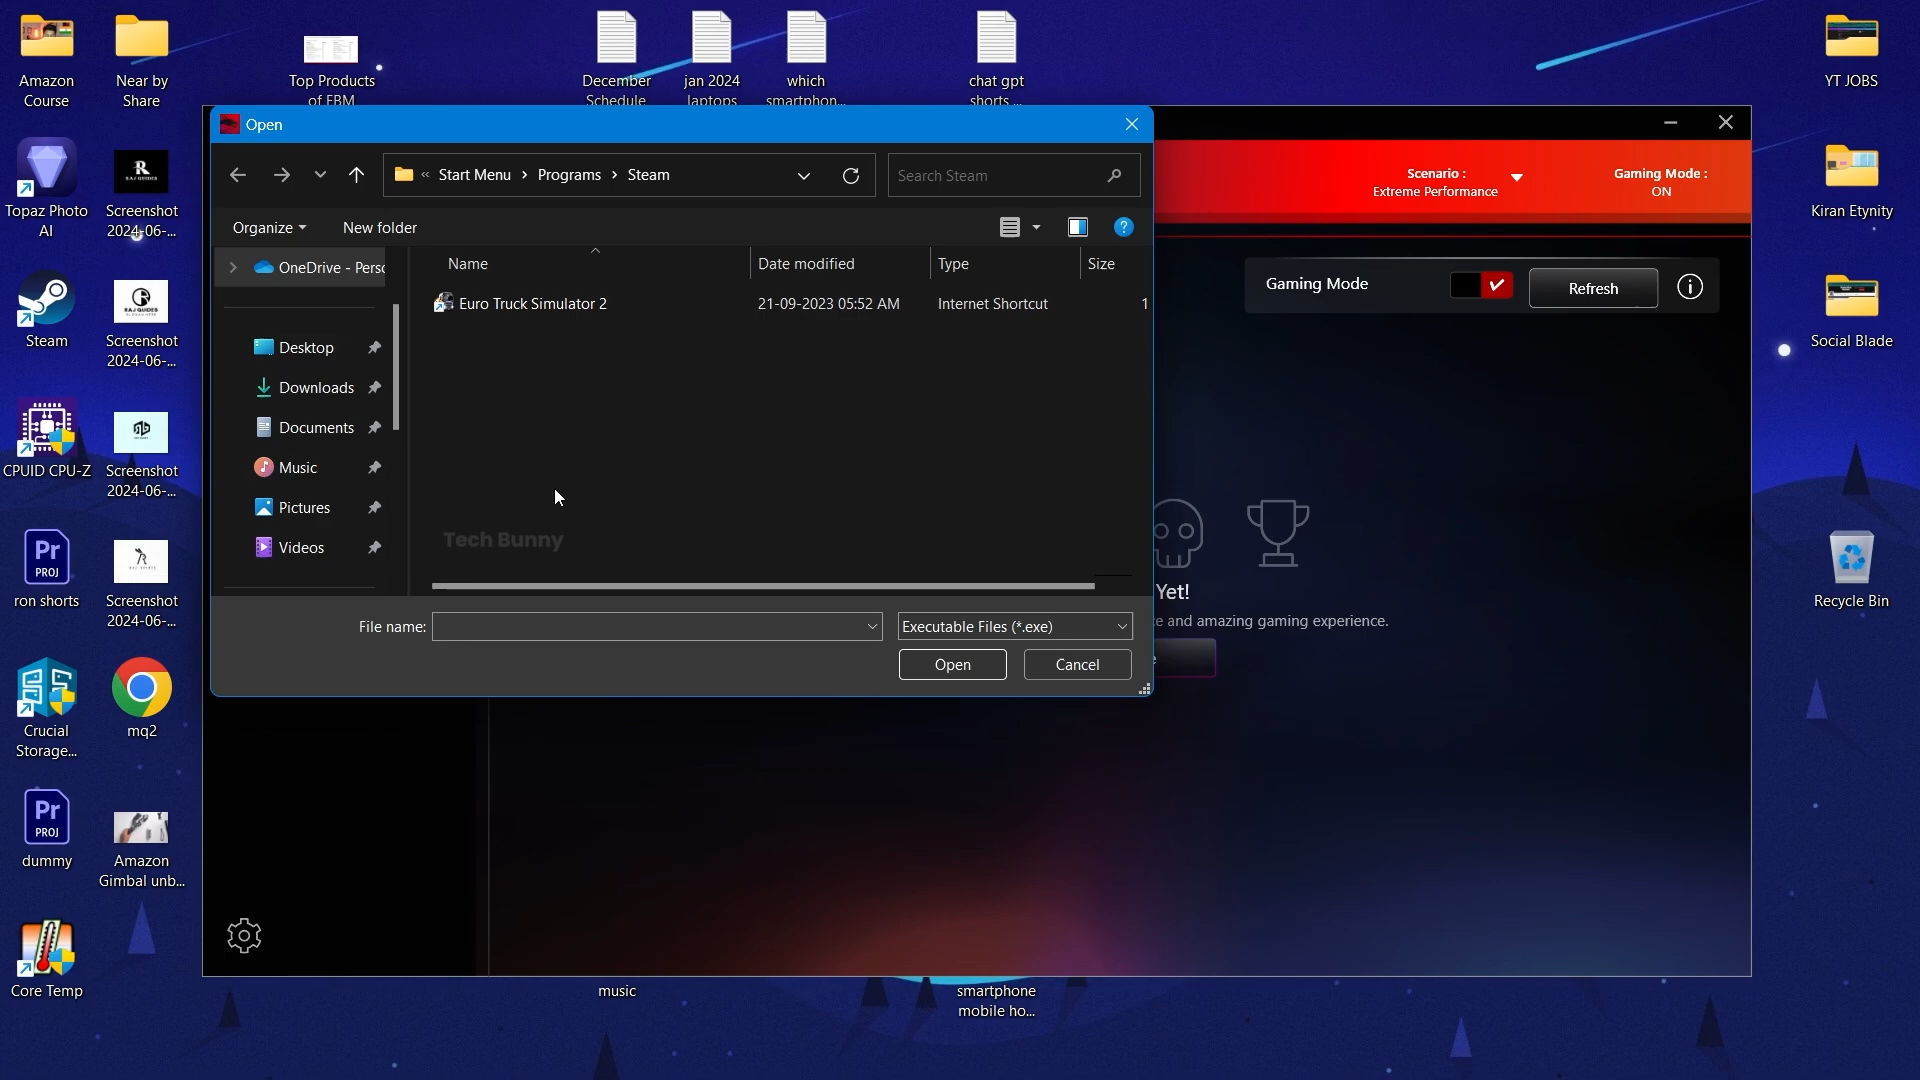 Amazon
Course
Near by
Share
Top Products
of FBM
December
Schedule
jan 2024
laptops
which
smartphon...
chat gpt
shorts ...
YT JOBS
Topaz Photo
AI
Screenshot
2024-06-...
Steam
Screenshot
2024-06-...
CPUID CPU-Z
Screenshot
2024-06-...
ron shorts
Screenshot
2024-06-...
Crucial
Storage...
mq2
dummy
Amazon
Gimbal unb...
Core Temp
music
smartphone
mobile ho...
Kiran Etynity
Social Blade
Recycle Bin
Open
« Start Menu › Programs › Steam
Search Steam
Organize
New folder
Name
Date modified
Type
Size
OneDrive - Perso
Euro Truck Simulator 2
21-09-2023 05:52 AM
Internet Shortcut
1
Desktop
Downloads
Documents
Music
Pictures
Videos
Tech Bunny
File name:
Executable Files (*.exe)
Open
Cancel
Scenario :
Extreme Performance
Gaming Mode :
ON
Gaming Mode
Refresh
Yet!
e and amazing gaming experience.
Pr
PROJ
Pr
PROJ
R
RAJ GUIDES
RAJ GUIDES